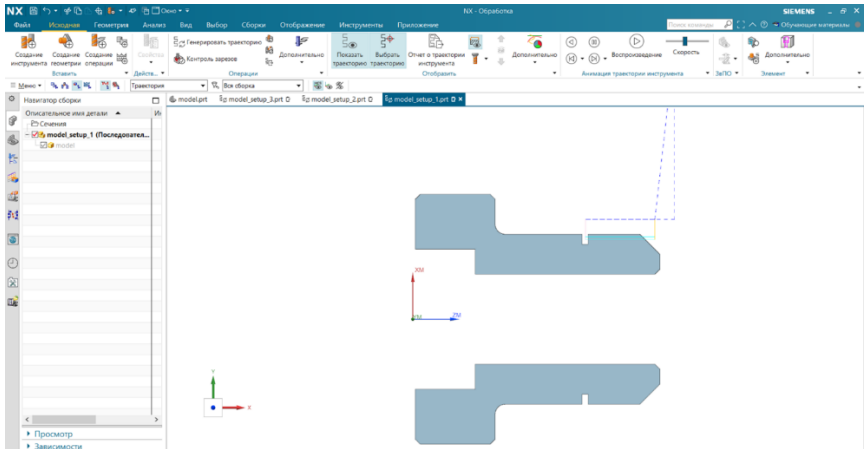 NX Окно NX - Обработка SIEMENS
Файл Исходная Геометрия Анализ Вид Выбор Сборки Отображение Инструменты Приложение Поиск команды Обучающие материалы
Создание инструмента Создание геометрии Создание операции Свойства Генерировать траекторию Контроль зарезов Дополнительно Показать траекторию Выбрать траекторию Отчет о траектории инструмента Дополнительно Воспроизведение Скорость Дополнительно
Вставить Действ... Операции Отобразить Анимация траектории инструмента ЗаПО Элемент
Меню Траектория Вся сборка
Навигатор сборки model.prt model_setup_3.prt model_setup_2.prt model_setup_1.prt
Описательное имя детали
Сечения
model_setup_1 (Последовател...
model
XM
YM ZM
Y
X
Просмотр
Зависимости